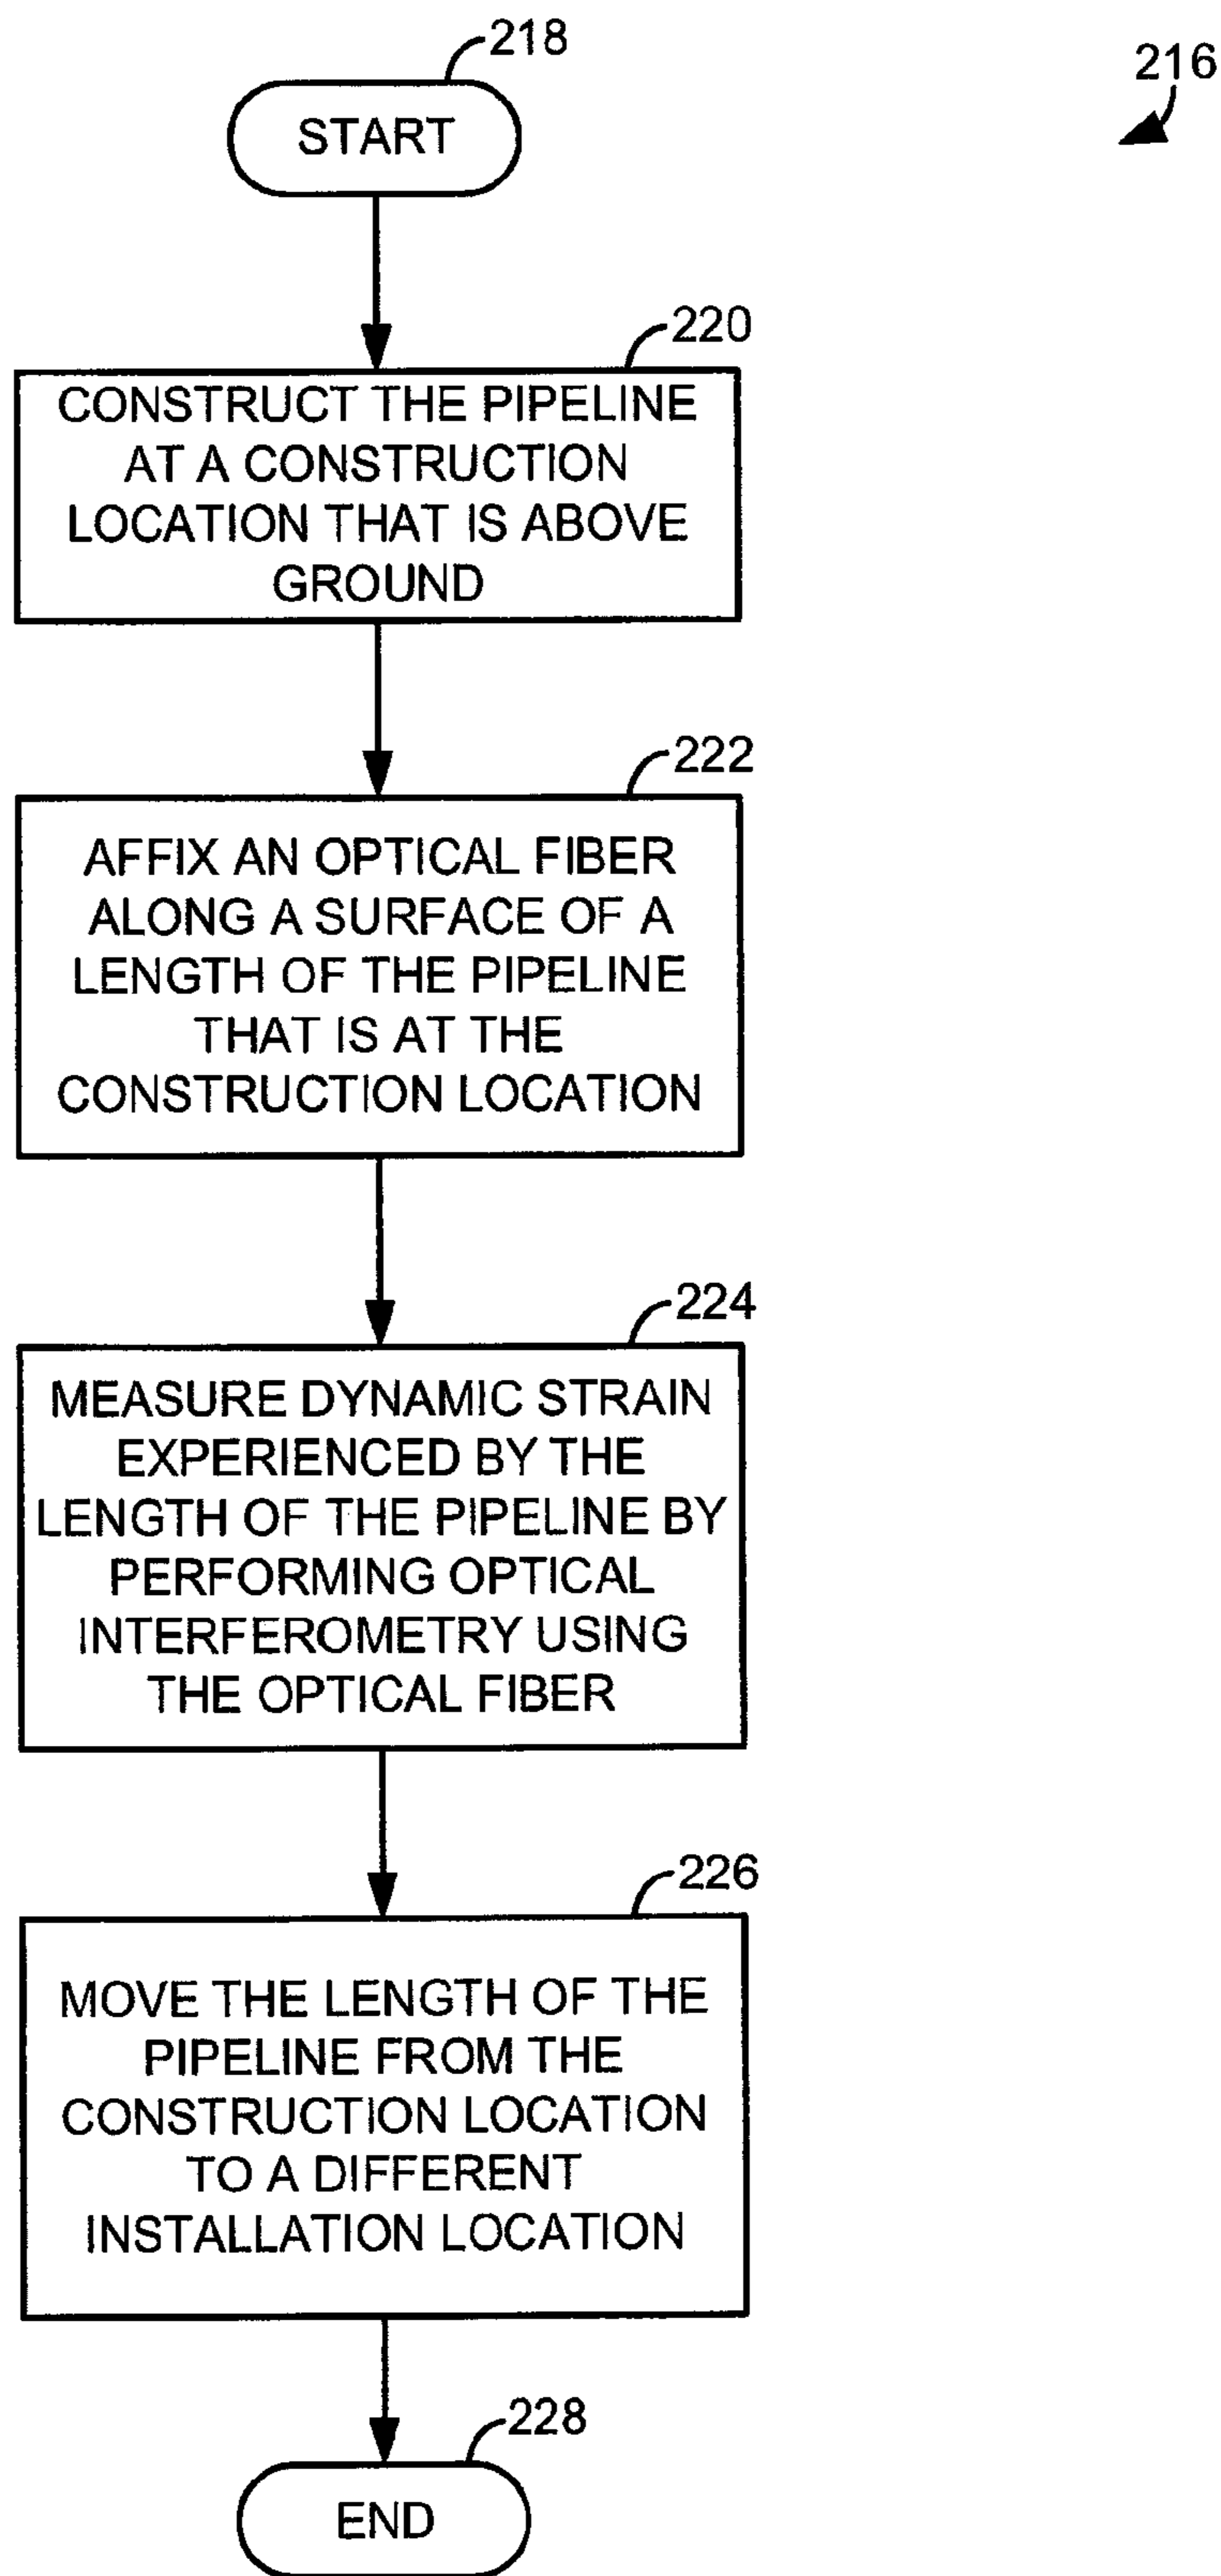 218
216
START
220
CONSTRUCT THE PIPELINE
AT A CONSTRUCTION
LOCATION THAT IS ABOVE
GROUND
222
AFFIX AN OPTICAL FIBER
ALONG A SURFACE OF A
LENGTH OF THE PIPELINE
THAT IS AT THE
CONSTRUCTION LOCATION
224
MEASURE DYNAMIC STRAIN
EXPERIENCED BY THE
LENGTH OF THE PIPELINE BY
PERFORMING OPTICAL
INTERFEROMETRY USING
THE OPTICAL FIBER
226
MOVE THE LENGTH OF THE
PIPELINE FROM THE
CONSTRUCTION LOCATION
TO A DIFFERENT
INSTALLATION LOCATION
228
END